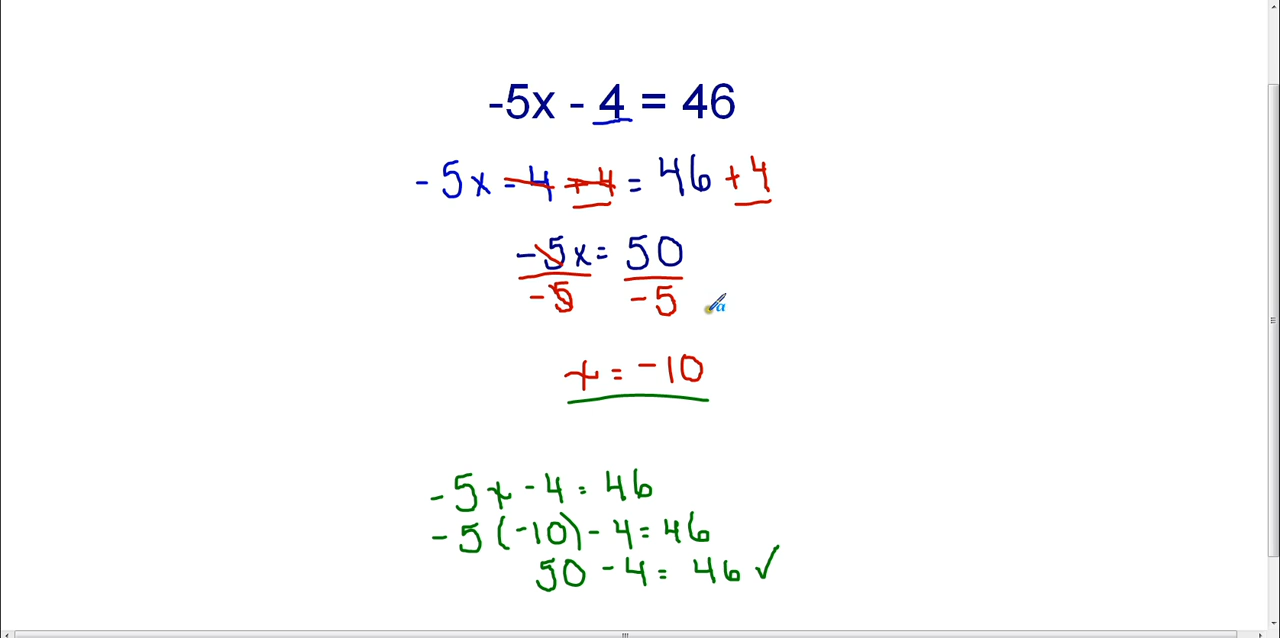 -5x - 4 = 46
-5x - 4 + 4 = 46 + 4
-5x = 50
-5 -5
x = -10
-5x - 4 = 46
-5(-10) - 4 = 46
50 - 4 = 46 ✓